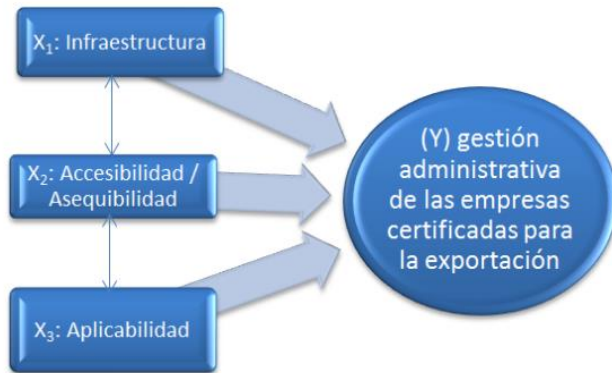 X₁: Infraestructura
X₂: Accesibilidad /
Asequibilidad
X₃: Aplicabilidad
(Y) gestión
administrativa
de las empresas
certificadas para
la exportación